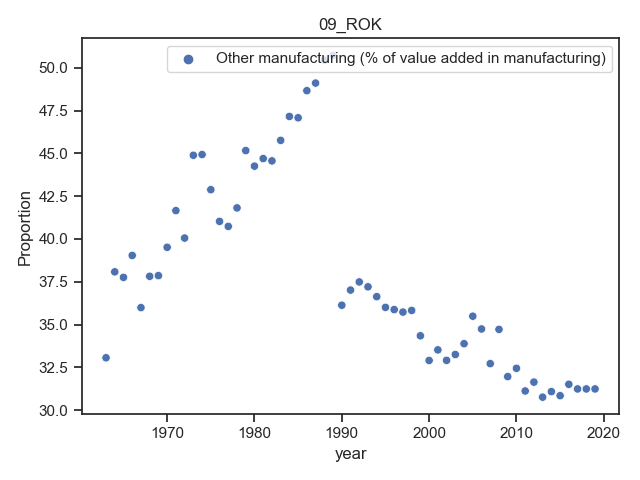 09_ROK
Other manufacturing (% of value added in manufacturing)
50.0
47.5
45.0
42.5
40.0
37.5
35.0
32.5
30.0
Proportion
1970 1980 1990 2000 2010 2020
year